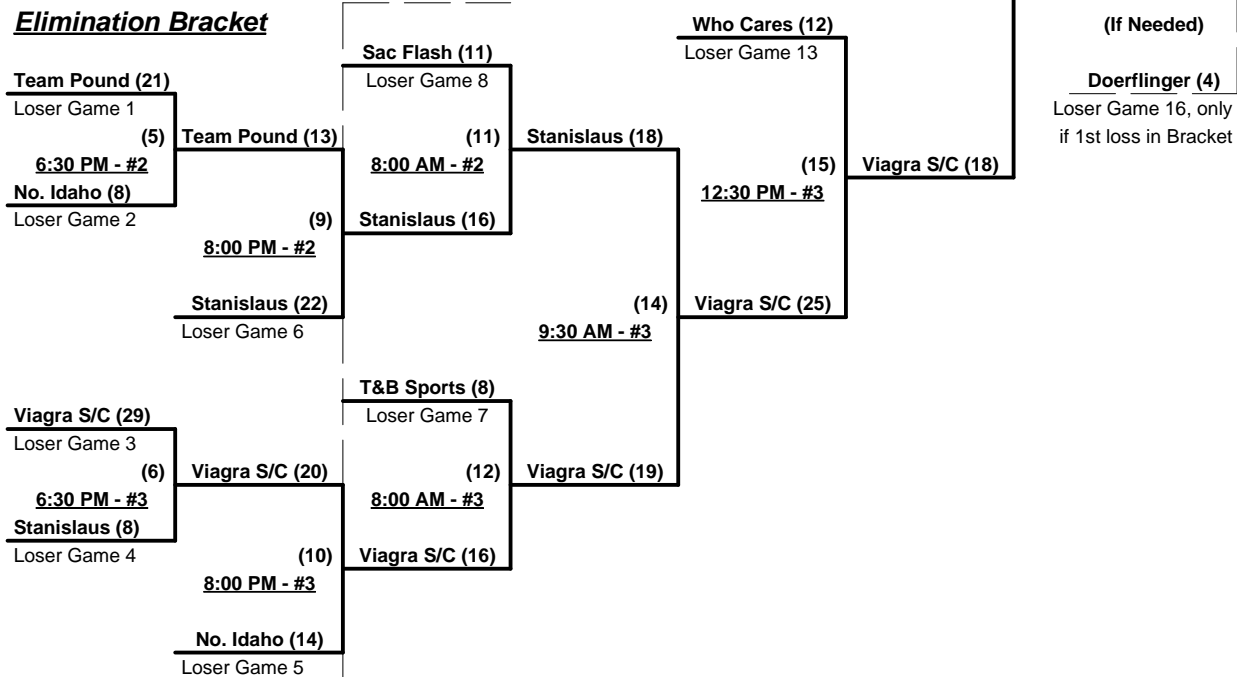 Elimination Bracket
Who Cares (12)
(If Needed)
Sac Flash (11)
Loser Game 13
Team Pound (21)
Loser Game 8
Doerflinger (4)
Loser Game 1
Loser Game 16, only
(5)
Team Pound (13)
(11)
Stanislaus (18)
if 1st loss in Bracket
6:30 PM - #2
8:00 AM - #2
(15)
Viagra S/C (18)
No. Idaho (8)
12:30 PM - #3
Loser Game 2
(9)
Stanislaus (16)
8:00 PM - #2
Stanislaus (22)
(14)
Viagra S/C (25)
Loser Game 6
9:30 AM - #3
T&B Sports (8)
Viagra S/C (29)
Loser Game 7
Loser Game 3
(6)
Viagra S/C (20)
(12)
Viagra S/C (19)
6:30 PM - #3
8:00 AM - #3
Stanislaus (8)
Loser Game 4
(10)
Viagra S/C (16)
8:00 PM - #3
No. Idaho (14)
Loser Game 5